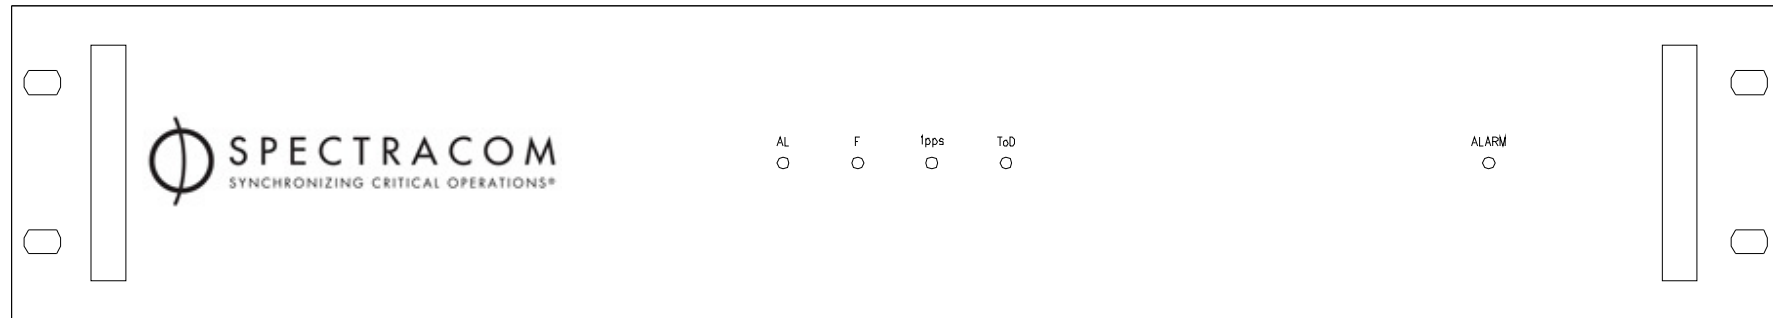 SPECTRACOM
SYNCHRONIZING CRITICAL OPERATIONS®
AL F 1pps ToD ALARM